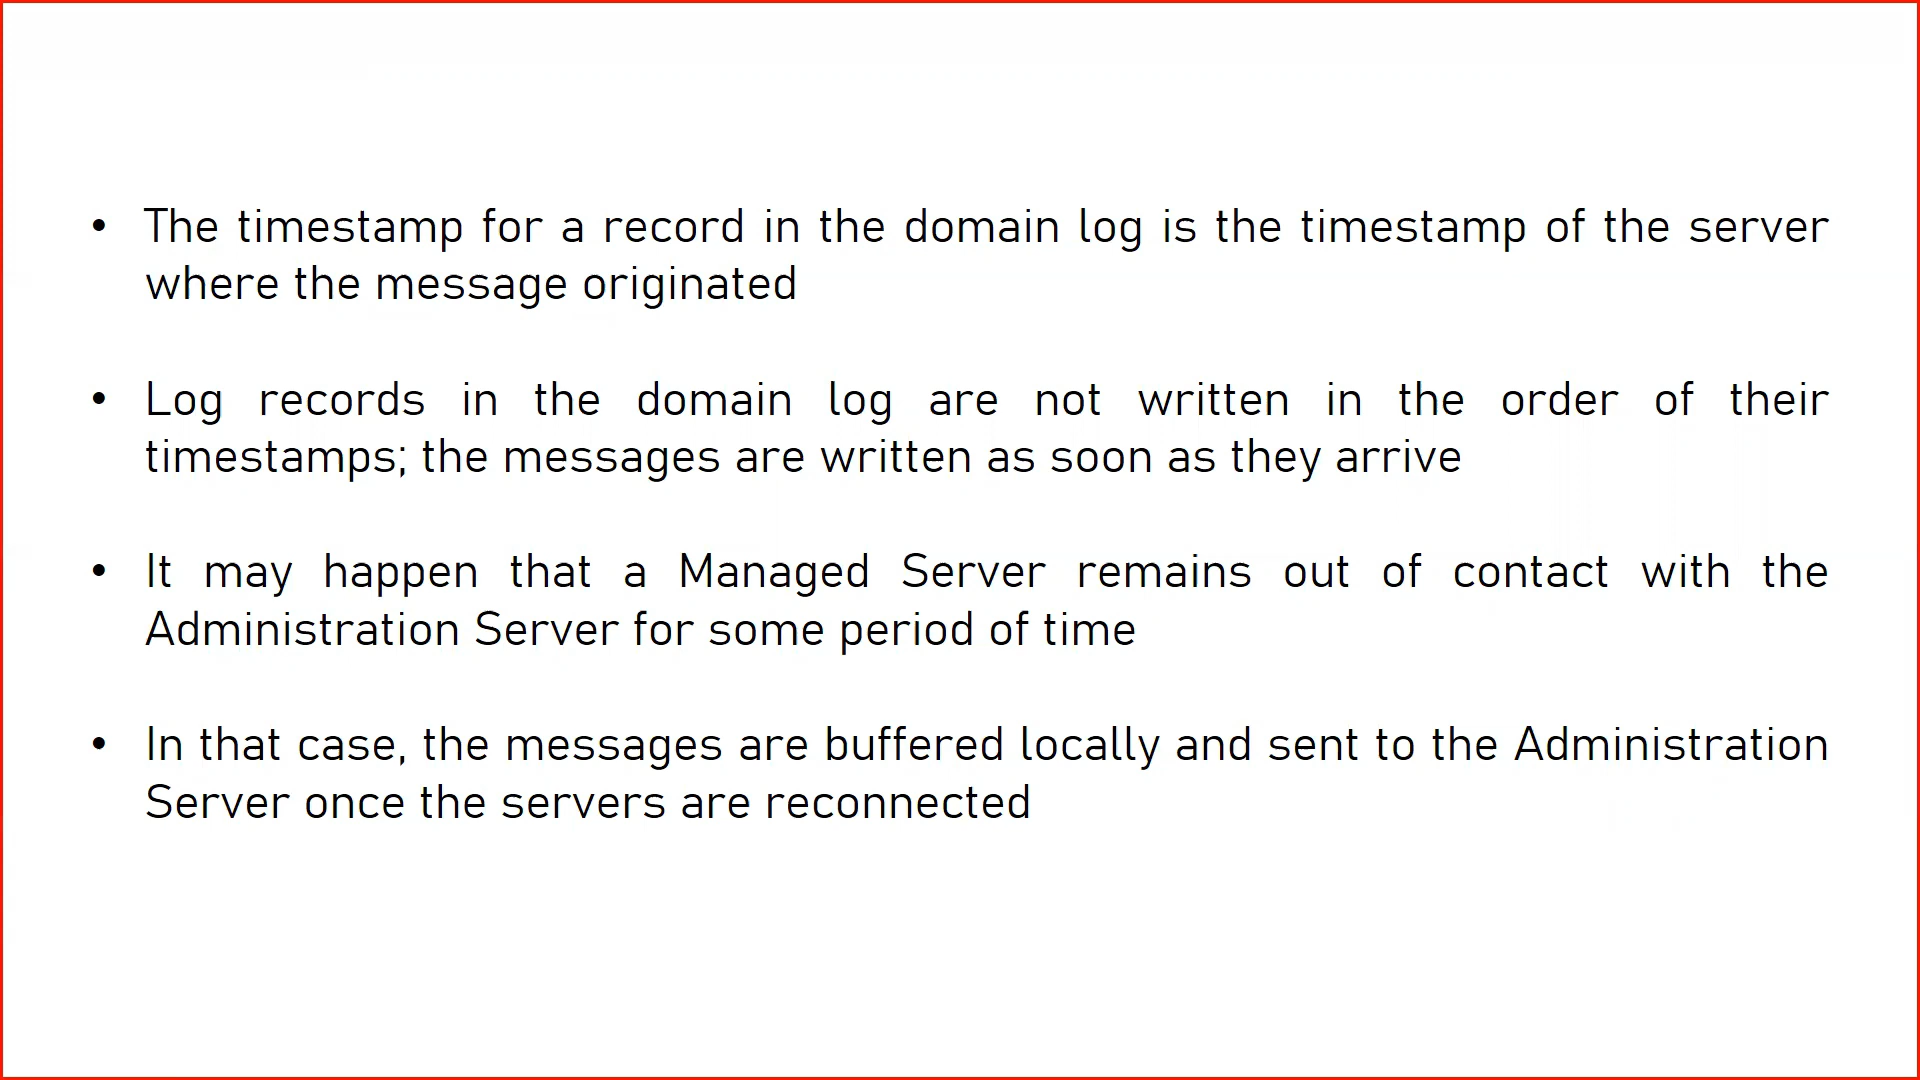 • The timestamp for a record in the domain log is the timestamp of the server
where the message originated
• Log records in the domain log are not written in the order of their
timestamps; the messages are written as soon as they arrive
• It may happen that a Managed Server remains out of contact with the
Administration Server for some period of time
• In that case, the messages are buffered locally and sent to the Administration
Server once the servers are reconnected